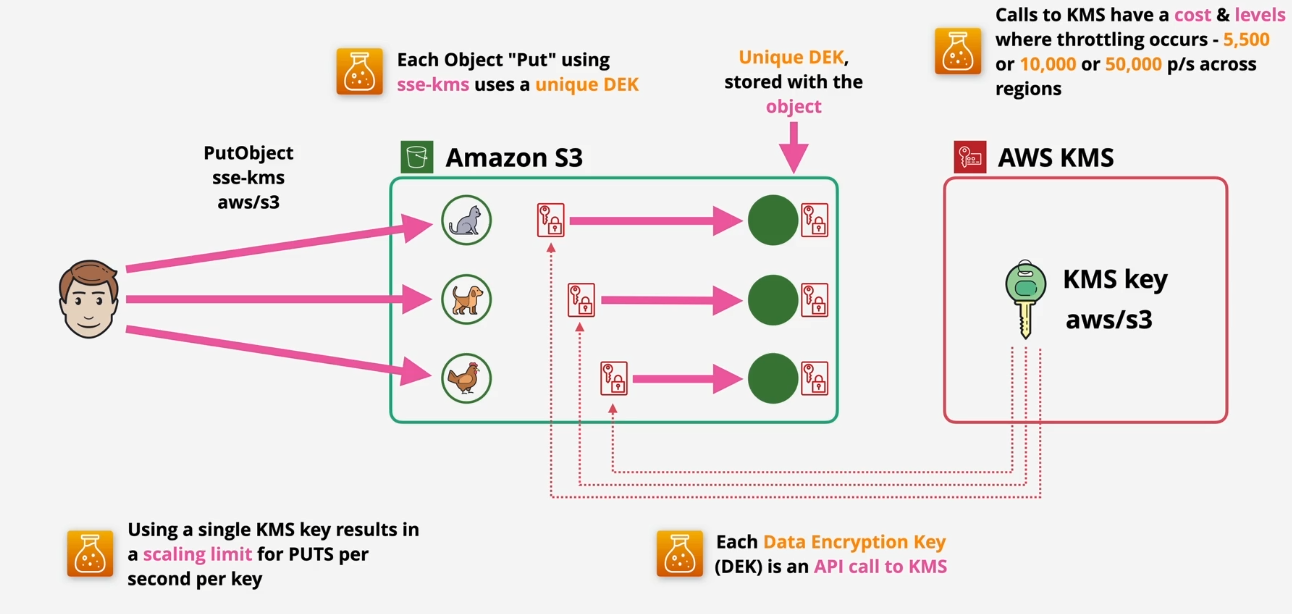 Calls to KMS have a cost & levels
where throttling occurs - 5,500
or 10,000 or 50,000 p/s across
regions
Each Object "Put" using
sse-kms uses a unique DEK
Unique DEK,
stored with the
object
PutObject
sse-kms
aws/s3
Amazon S3
AWS KMS
KMS key
aws/s3
Using a single KMS key results in
a scaling limit for PUTS per
second per key
Each Data Encryption Key
(DEK) is an API call to KMS